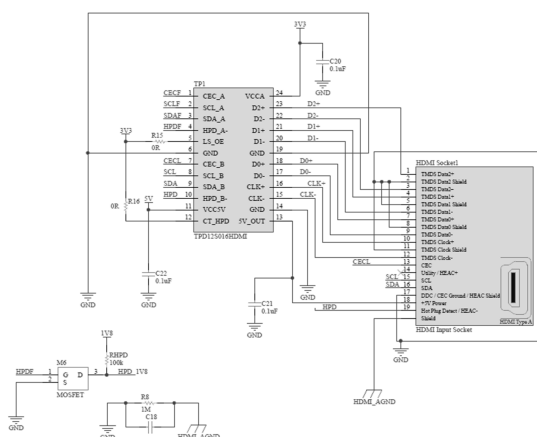 3V3
C20
0.1uF
GND
TP1
CECF 1 CEC_A VCCA 24
SCLF 2 SCL_A D2+ 23 D2+
SDAF 3 SDA_A D2- 22 D2-
HPDF 4 HPD_A- D1+ 21 D1+
3V3 R15 0R 5 LS_OE D1- 20 D1-
6 GND GND 19
CECL 7 CEC_B D0+ 18 D0+
SCL 8 SCL_B D0- 17 D0-
SDA 9 SDA_B CLK+ 16 CLK+
HPD 10 HPD_B- CLK- 15 CLK-
0R R16 5V 11 VCC5V GND 14
12 CT_HPD 5V_OUT 13
TPD12S016HDMI
HDMI Socket1
1 TMDS Data2+
2 TMDS Data2 Shield
3 TMDS Data2-
4 TMDS Data1+
5 TMDS Data1 Shield
6 TMDS Data1-
7 TMDS Data0+
8 TMDS Data0 Shield
9 TMDS Data0-
10 TMDS Clock+
11 TMDS Clock Shield
12 TMDS Clock-
CECL 13 CEC
14 Utility / HEAC+
SCL 15 SCL
SDA 16 SDA
17 DDC / CEC Ground / HEAC Shield
18 +5V Power
HPD 19 Hot Plug Detect / HEAC-
Shield
HDMI Type A
HDMI Input Socket
C22
0.1uF
C21
0.1uF
GND
GND
GND
GND
GND
GND
1V8
RHPD
100k
M6
HPDF 1 G D 3 HPD_1V8
2 S
MOSFET
GND
R8
1M
C18
GND
HDMI_AGND
HDMI_AGND